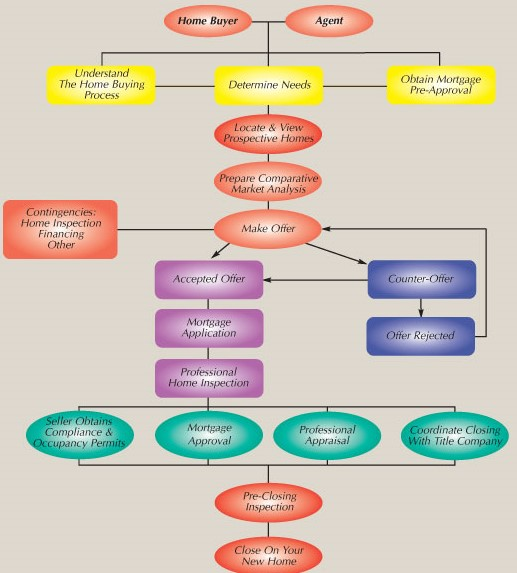 Home Buyer
Agent
Understand
The Home Buying
Process
Determine Needs
Obtain Mortgage
Pre-Approval
Locate & View
Prospective Homes
Prepare Comparative
Market Analysis
Contingencies:
Home Inspection
Financing
Other
Make Offer
Accepted Offer
Counter-Offer
Mortgage
Application
Offer Rejected
Professional
Home Inspection
Seller Obtains
Compliance &
Occupancy Permits
Mortgage
Approval
Professional
Appraisal
Coordinate Closing
With Title Company
Pre-Closing
Inspection
Close On Your
New Home